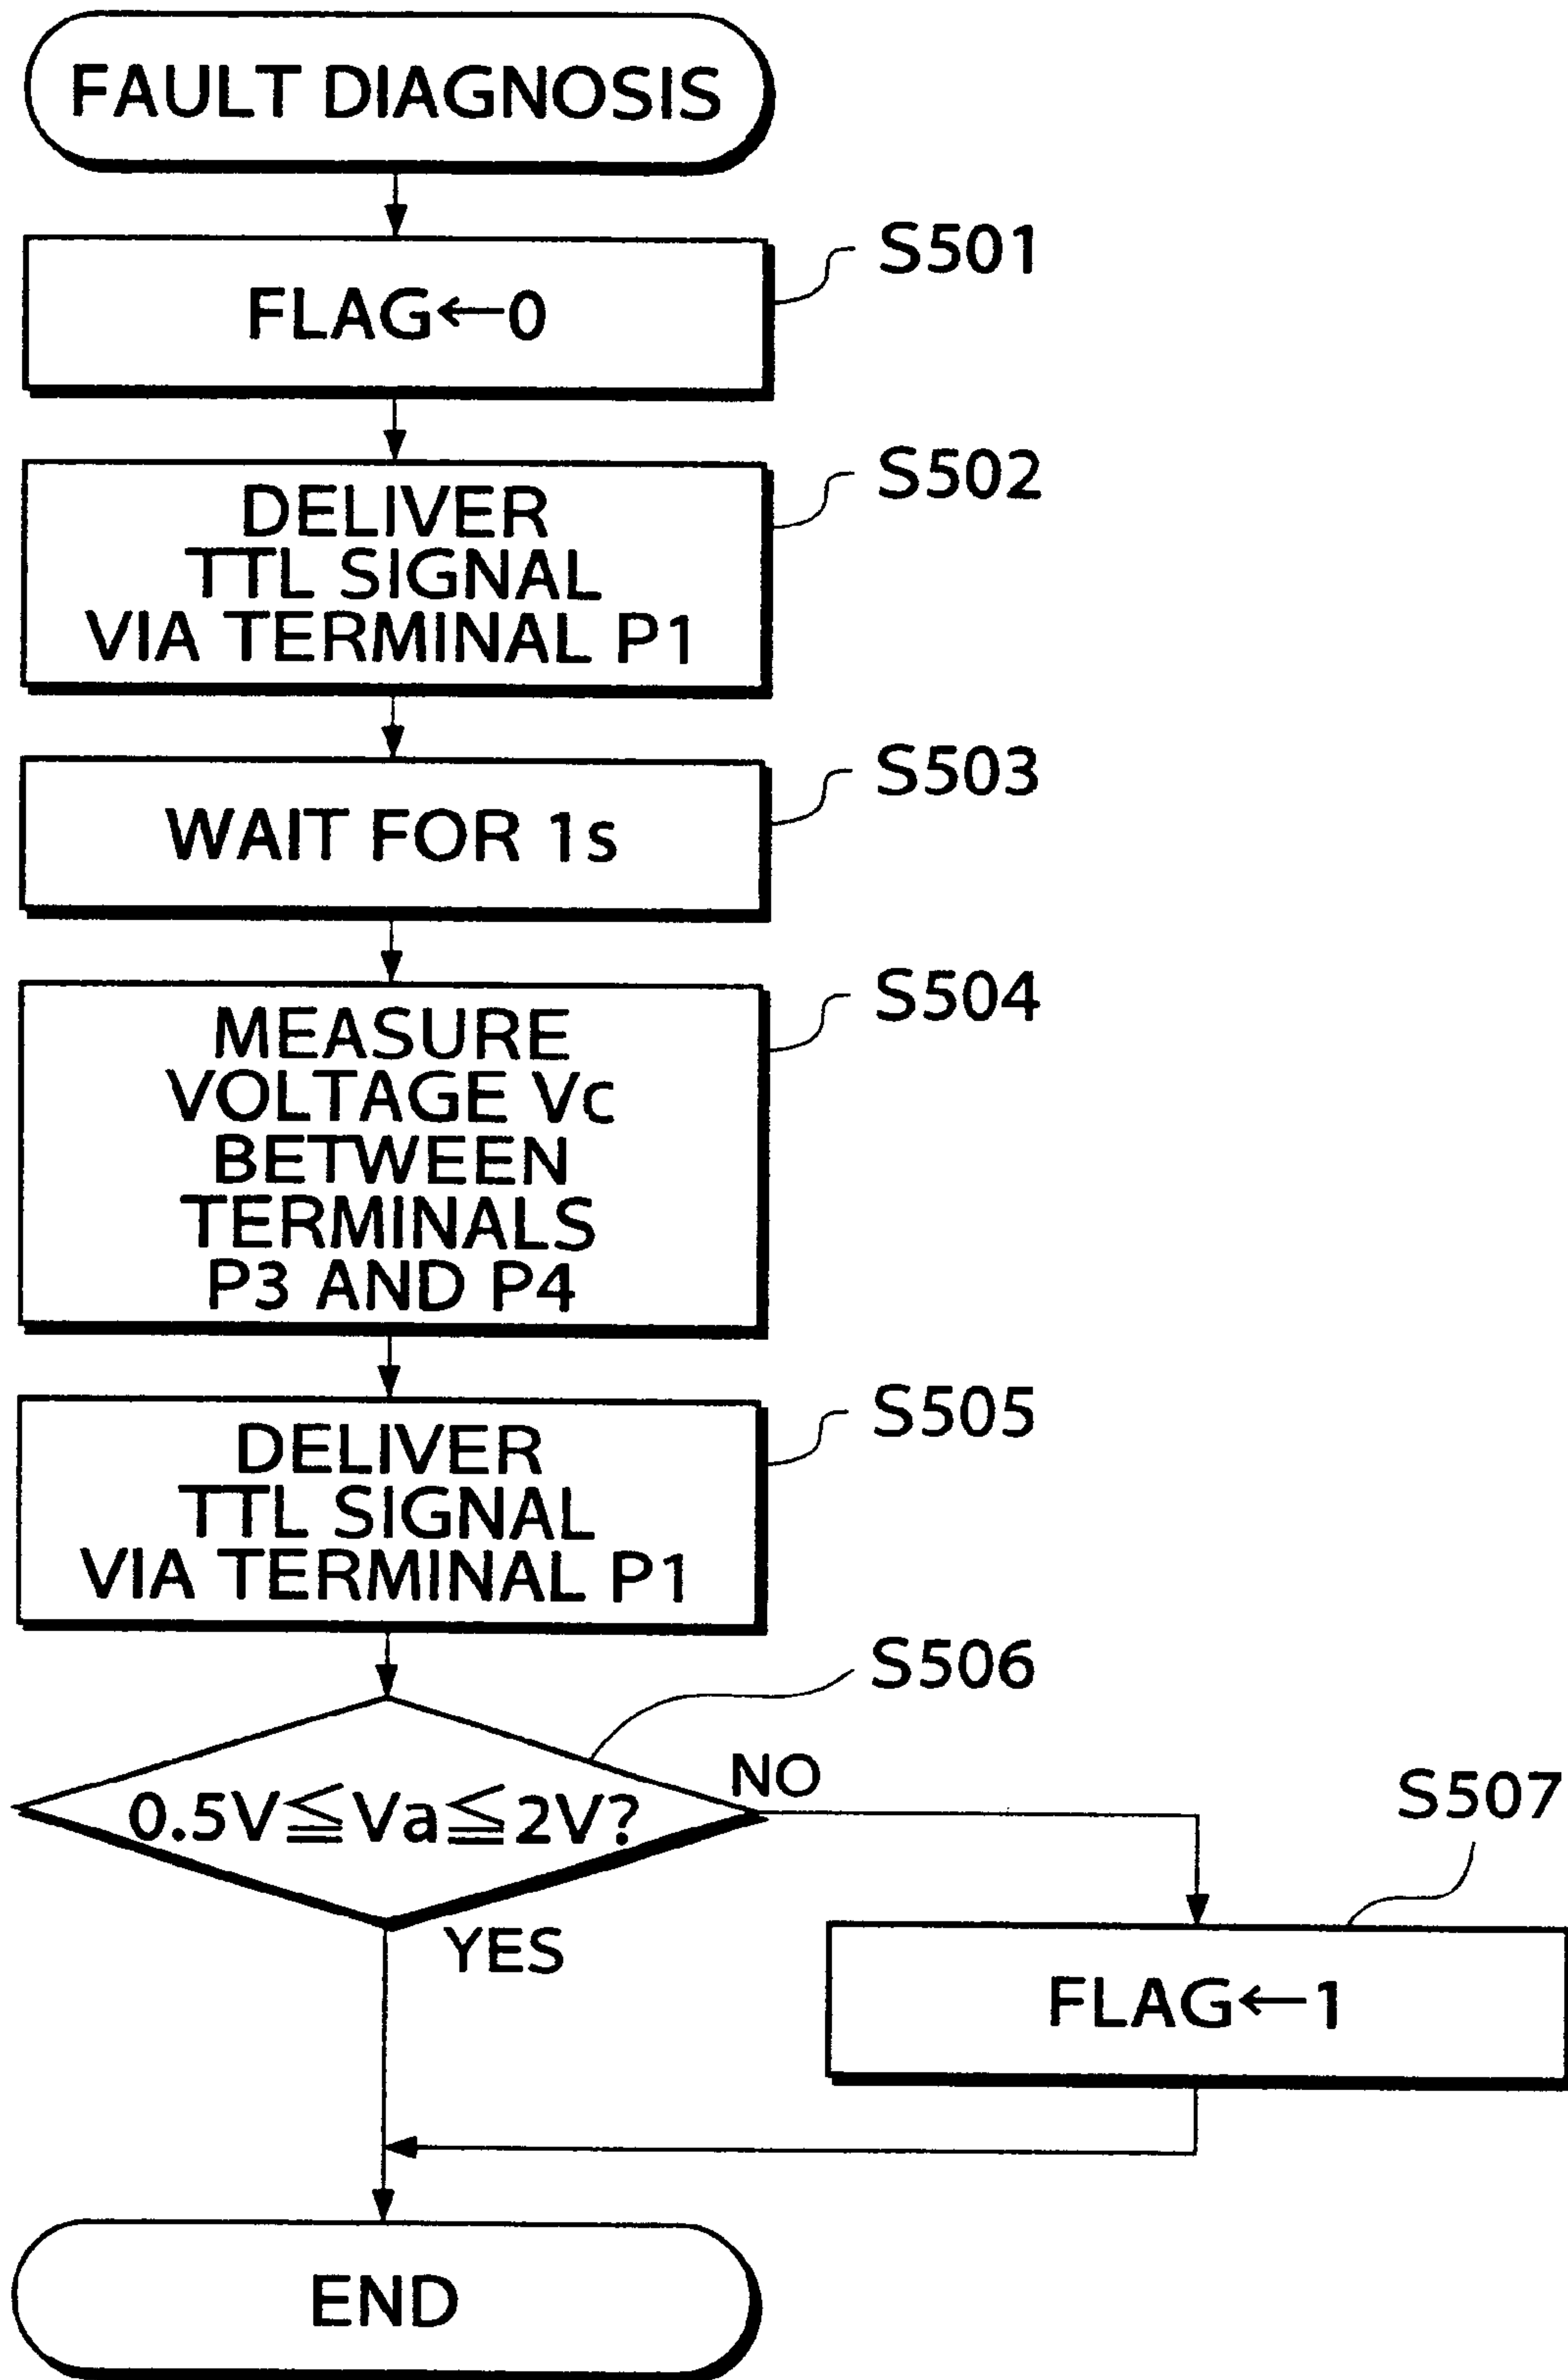 FAULT DIAGNOSIS
S501
FLAG←0
S502
DELIVER
TTL SIGNAL
VIA TERMINAL P1
S503
WAIT FOR 1s
S504
MEASURE
VOLTAGE Vc
BETWEEN
TERMINALS
P3 AND P4
S505
DELIVER
TTL SIGNAL
VIA TERMINAL P1
S506
0.5V≦Va≦2V?
NO
S507
YES
FLAG←1
END